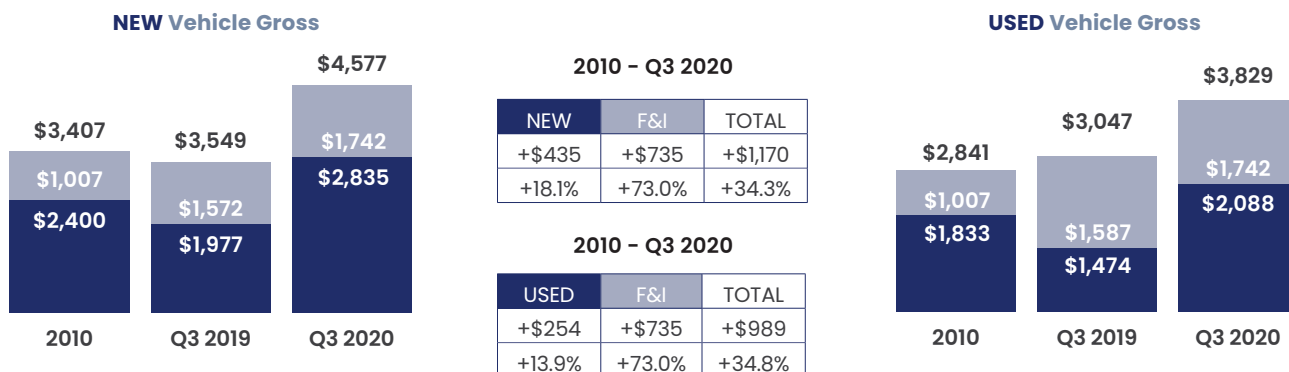 NEW Vehicle Gross
$3,407
$1,007
$2,400
2010
$3,549
$1,572
$1,977
Q3 2019
$4,577
$1,742
$2,835
Q3 2020
2010 - Q3 2020
NEW F&I TOTAL
+$435 +$735 +$1,170
+18.1% +73.0% +34.3%
2010 - Q3 2020
USED F&I TOTAL
+$254 +$735 +$989
+13.9% +73.0% +34.8%
USED Vehicle Gross
$2,841
$1,007
$1,833
2010
$3,047
$1,587
$1,474
Q3 2019
$3,829
$1,742
$2,088
Q3 2020